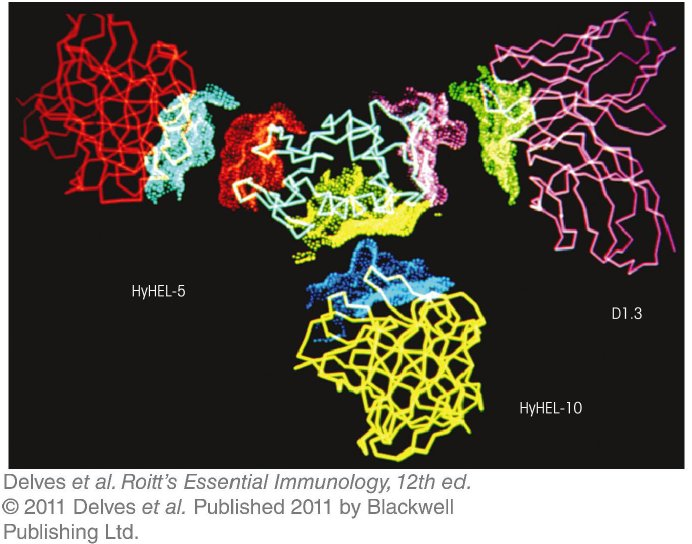 HyHEL-5
D1.3
HyHEL-10
Delves et al. Roitt's Essential Immunology, 12th ed.
© 2011 Delves et al. Published 2011 by Blackwell
Publishing Ltd.